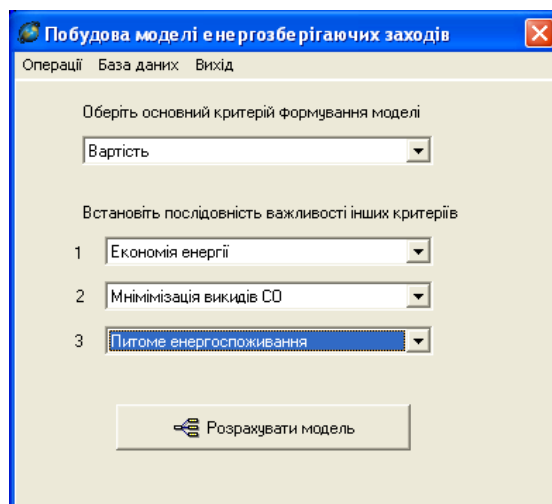 Побудова моделі енергозберігаючих заходів
Операції База даних Вихід
Оберіть основний критерій формування моделі
Вартість
Встановіть послідовність важливості інших критеріїв
1 Економія енергії
2 Мнімімізація викидів СО
3 Питоме енергоспоживання
Розрахувати модель